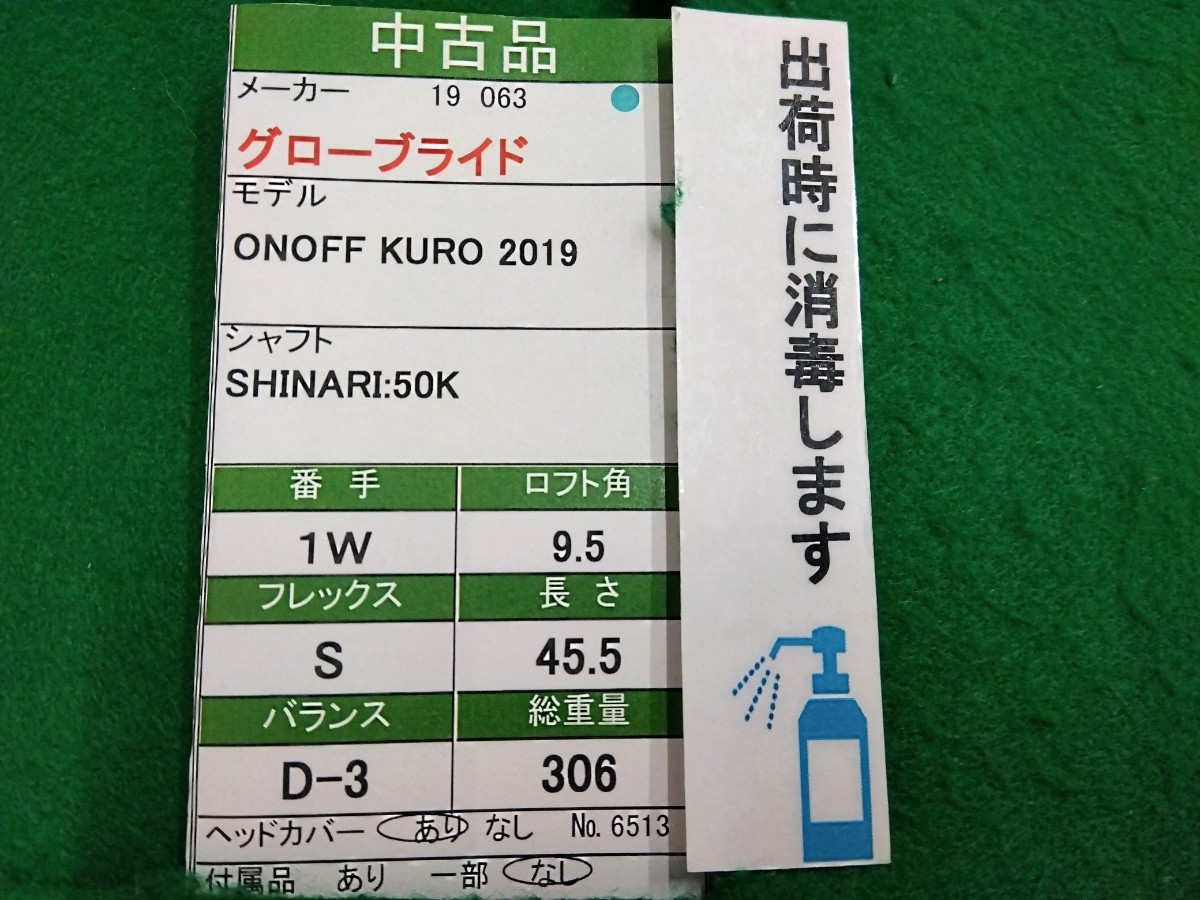 中古品
メーカー 19 063
グローブライド
モデル
ONOFF KURO 2019
シャフト
SHINARI:50K
番 手 ロフト角
1W 9.5
フレックス 長 さ
S 45.5
バランス 総重量
D-3 306
ヘッドカバー あり なし No. 6513
付属品 あり 一部 なし
出荷時に消毒します